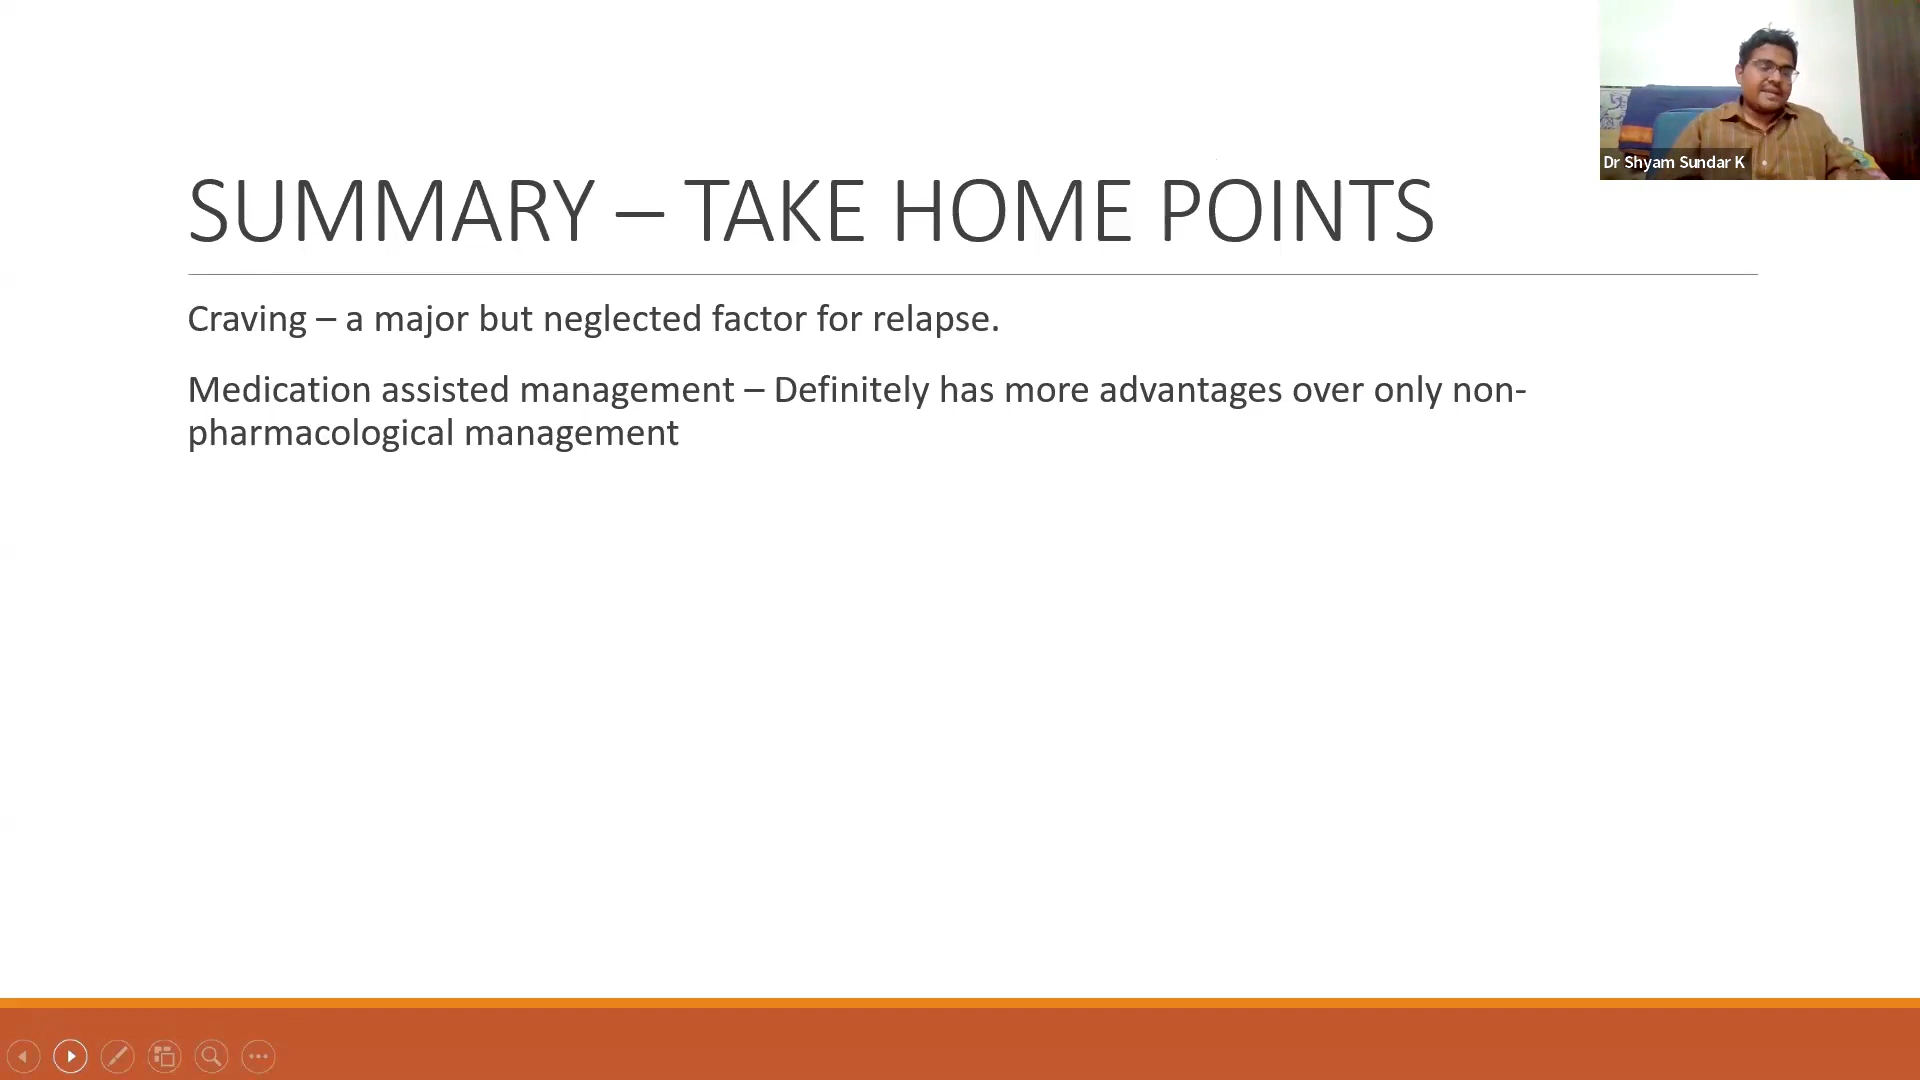 Dr Shyam Sundar K
SUMMARY – TAKE HOME POINTS
Craving – a major but neglected factor for relapse.
Medication assisted management – Definitely has more advantages over only non-
pharmacological management